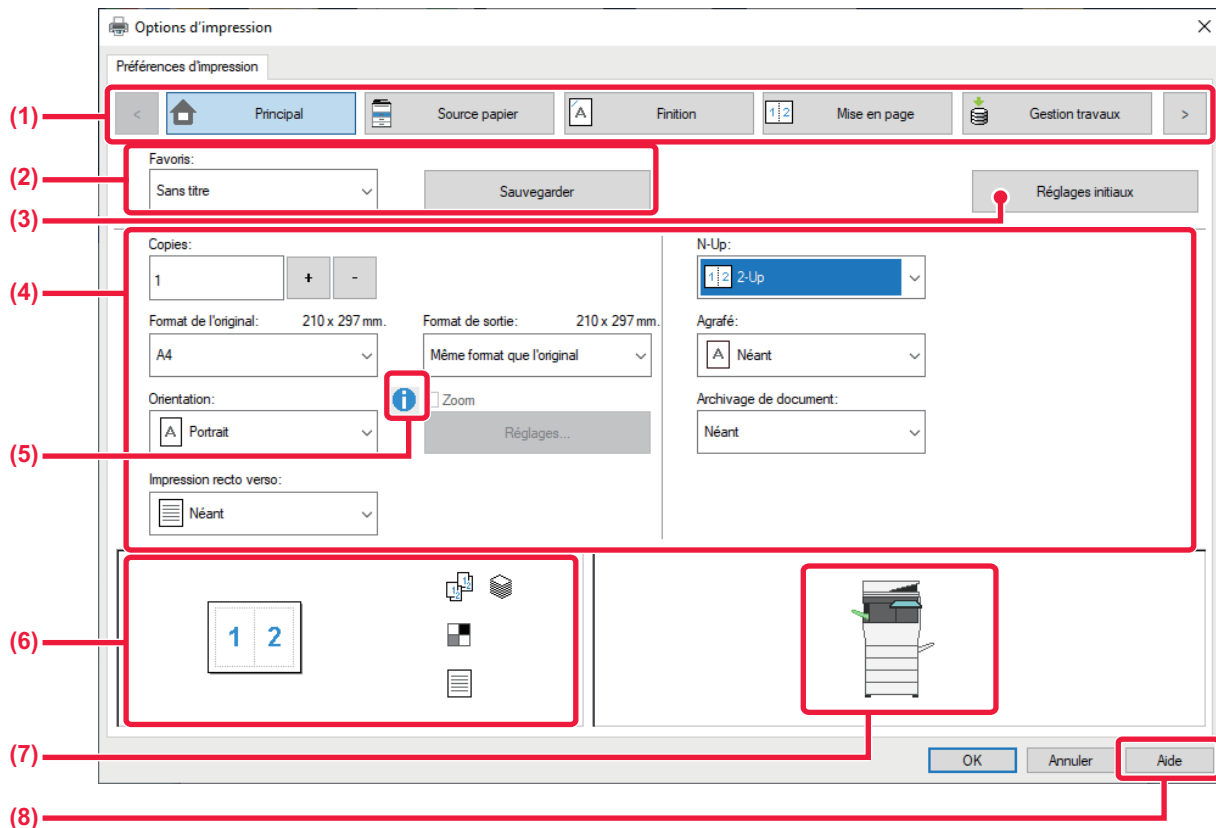 Options d'impression
Préférences d'impression
(1)
<
Principal
Source papier
Finition
Mise en page
Gestion travaux
>
(2)
Favoris:
Sans titre
Sauvegarder
(3)
Réglages initiaux
(4)
Copies:
1
+
-
N-Up:
1 2 2-Up
Format de l'original: 210 x 297 mm.
A4
Format de sortie: 210 x 297 mm.
Même format que l'original
Agrafé:
A Néant
(5)
Orientation:
A Portrait
i
Zoom
Réglages...
Archivage de document:
Néant
Impression recto verso:
Néant
(6)
1 2
(7)
OK
Annuler
Aide
(8)